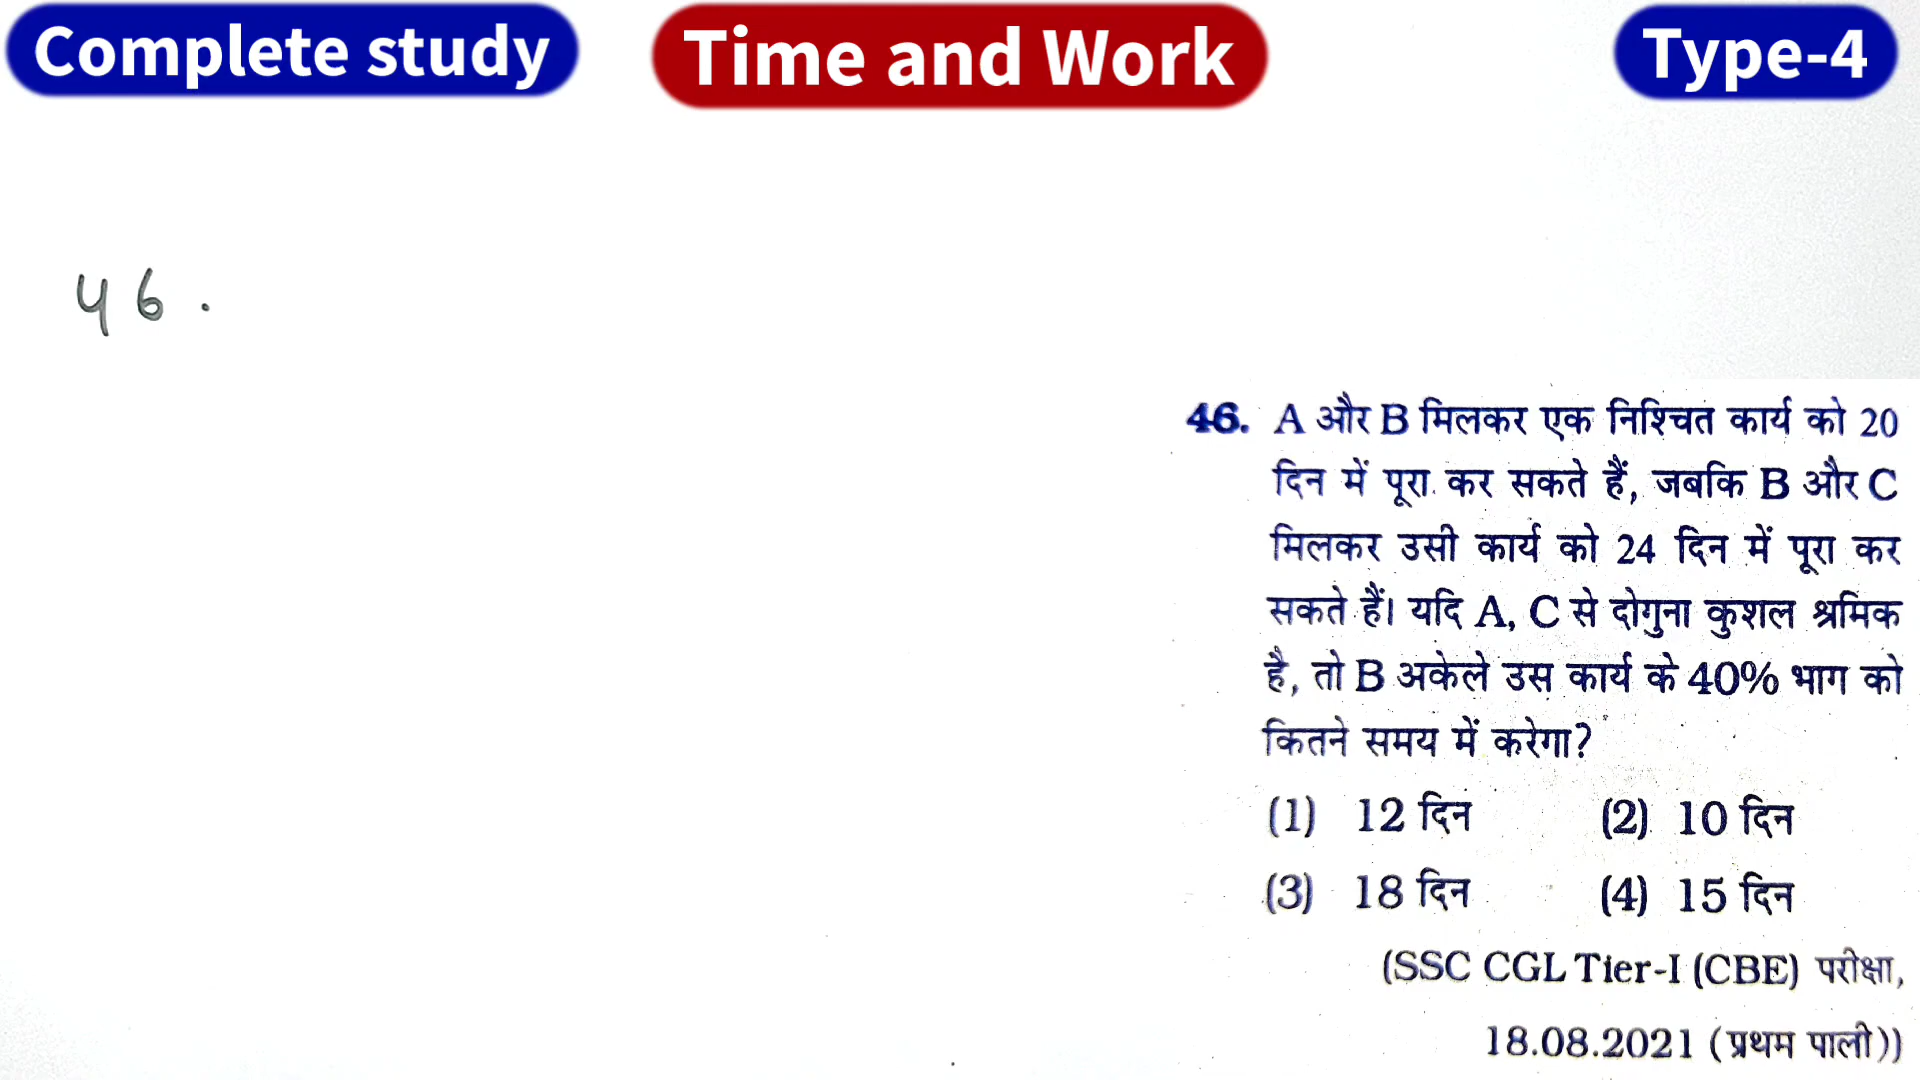 Complete study
Time and Work
Type-4
46.
46. A और B मिलकर एक निश्चित कार्य को 20
दिन में पूरा कर सकते हैं, जबकि B और C
मिलकर उसी कार्य को 24 दिन में पूरा कर
सकते हैं। यदि A, C से दोगुना कुशल श्रमिक
है, तो B अकेले उस कार्य के 40% भाग को
कितने समय में करेगा?
(1) 12 दिन (2) 10 दिन
(3) 18 दिन (4) 15 दिन
(SSC CGL Tier-I (CBE) परीक्षा,
18.08.2021 (प्रथम पाली))